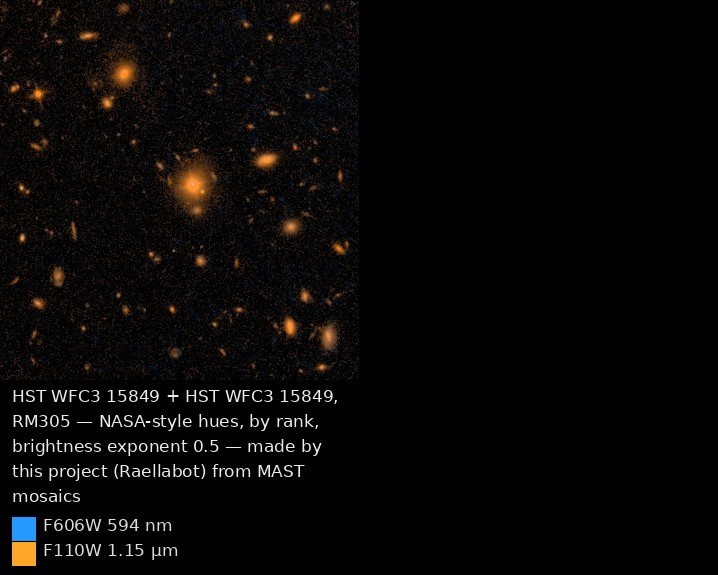 HST WFC3 15849 + HST WFC3 15849,
RM305 — NASA-style hues, by rank,
brightness exponent 0.5 — made by
this project (Raellabot) from MAST
mosaics
F606W 594 nm
F110W 1.15 μm